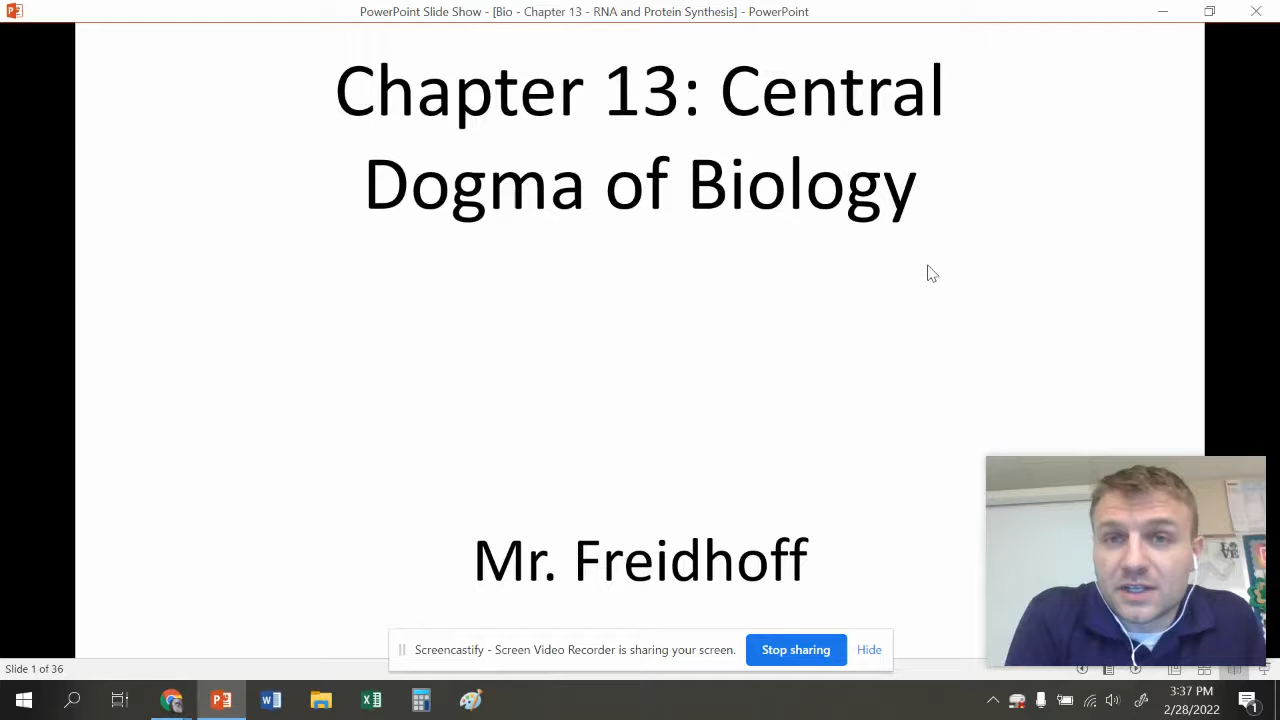 PowerPoint Slide Show - [Bio - Chapter 13 - RNA and Protein Synthesis] - PowerPoint
Chapter 13: Central
Dogma of Biology
Mr. Freidhoff
Screencastify - Screen Video Recorder is sharing your screen.
Stop sharing
Hide
Slide 1 of 36
3:37 PM
2/28/2022